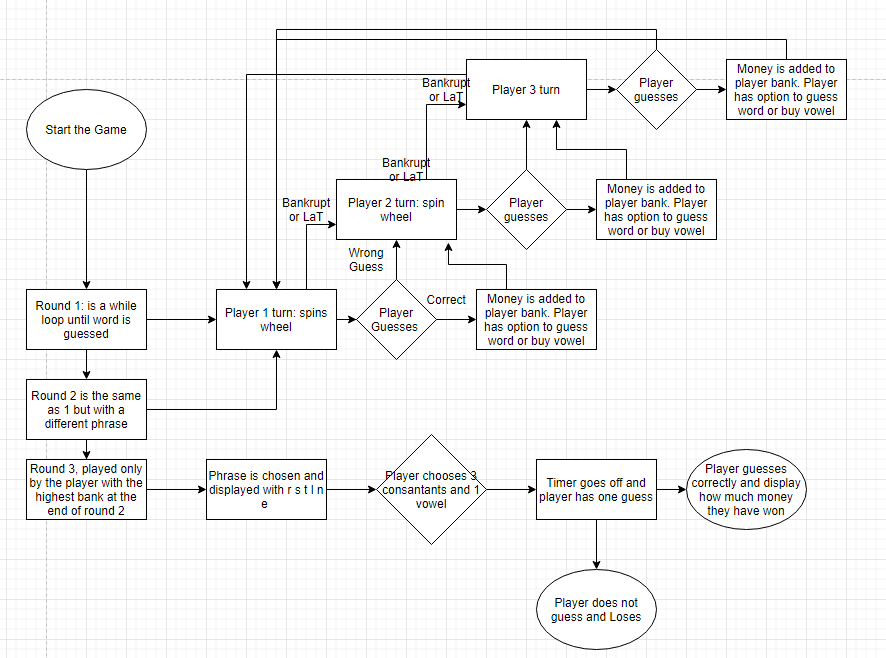 Bankrupt
or LaT
Player 3 turn
Player
guesses
Money is added to
player bank. Player
has option to guess
word or buy vowel
Start the Game
Bankrupt
or LaT
Player 2 turn: spin
wheel
Player
guesses
Money is added to
player bank. Player
has option to guess
word or buy vowel
Bankrupt
or LaT
Wrong
Guess
Round 1: is a while
loop until word is
guessed
Player 1 turn: spins
wheel
Player
Guesses
Correct
Money is added to
player bank. Player
has option to guess
word or buy vowel
Round 2 is the same
as 1 but with a
different phrase
Round 3, played only
by the player with the
highest bank at the
end of round 2
Phrase is chosen and
displayed with r s t l n
e
Player chooses 3
consantants and 1
vowel
Timer goes off and
player has one guess
Player guesses
correctly and display
how much money
they have won
Player does not
guess and Loses